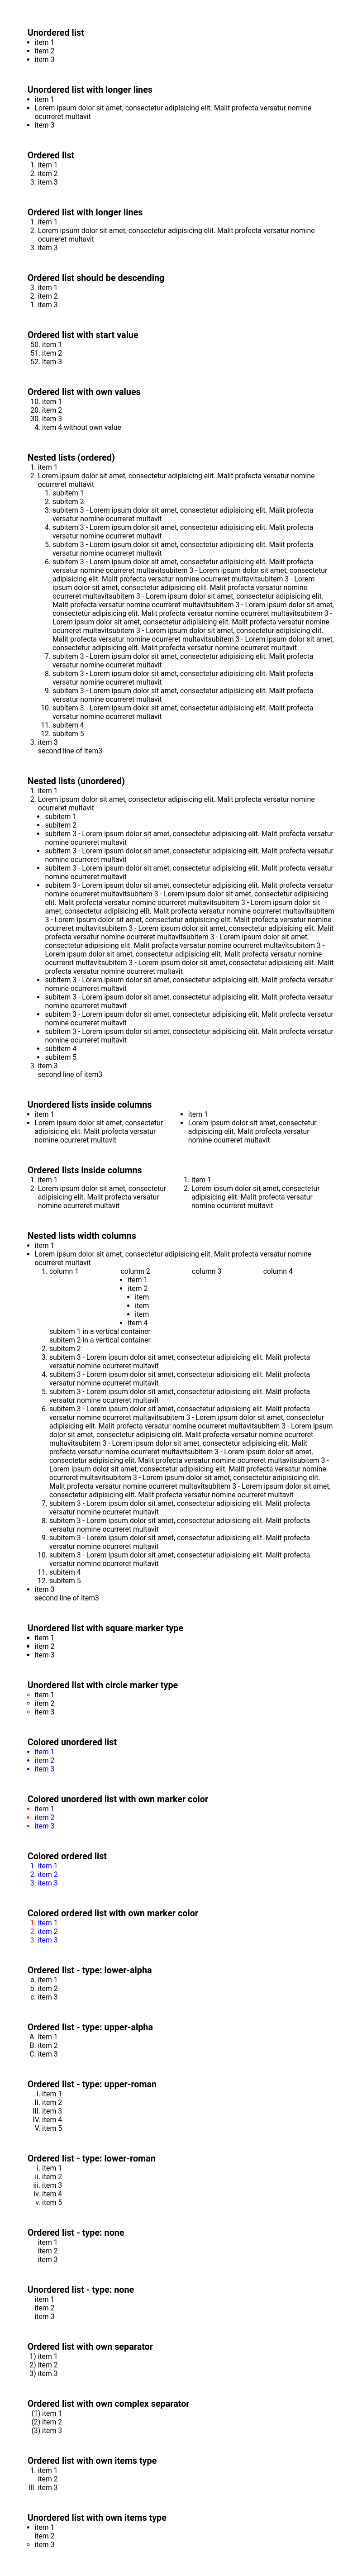 Unordered list
• item 1
• item 2
• item 3
Unordered list with longer lines
• item 1
• Lorem ipsum dolor sit amet, consectetur adipisicing elit. Malit profecta versatur nomine
ocurreret multavit
• item 3
Ordered list
1. item 1
2. item 2
3. item 3
Ordered list with longer lines
1. item 1
2. Lorem ipsum dolor sit amet, consectetur adipisicing elit. Malit profecta versatur nomine
ocurreret multavit
3. item 3
Ordered list should be descending
3. item 1
2. item 2
1. item 3
Ordered list with start value
50. item 1
51. item 2
52. item 3
Ordered list with own values
10. item 1
20. item 2
30. item 3
4. item 4 without own value
Nested lists (ordered)
1. item 1
2. Lorem ipsum dolor sit amet, consectetur adipisicing elit. Malit profecta versatur nomine
ocurreret multavit
1. subitem 1
2. subitem 2
3. subitem 3 - Lorem ipsum dolor sit amet, consectetur adipisicing elit. Malit profecta
versatur nomine ocurreret multavit
4. subitem 3 - Lorem ipsum dolor sit amet, consectetur adipisicing elit. Malit profecta
versatur nomine ocurreret multavit
5. subitem 3 - Lorem ipsum dolor sit amet, consectetur adipisicing elit. Malit profecta
versatur nomine ocurreret multavit
6. subitem 3 - Lorem ipsum dolor sit amet, consectetur adipisicing elit. Malit profecta
versatur nomine ocurreret multavitsubitem 3 - Lorem ipsum dolor sit amet, consectetur
adipisicing elit. Malit profecta versatur nomine ocurreret multavitsubitem 3 - Lorem
ipsum dolor sit amet, consectetur adipisicing elit. Malit profecta versatur nomine
ocurreret multavitsubitem 3 - Lorem ipsum dolor sit amet, consectetur adipisicing elit.
Malit profecta versatur nomine ocurreret multavitsubitem 3 - Lorem ipsum dolor sit amet,
consectetur adipisicing elit. Malit profecta versatur nomine ocurreret multavitsubitem 3 -
Lorem ipsum dolor sit amet, consectetur adipisicing elit. Malit profecta versatur nomine
ocurreret multavitsubitem 3 - Lorem ipsum dolor sit amet, consectetur adipisicing elit.
Malit profecta versatur nomine ocurreret multavitsubitem 3 - Lorem ipsum dolor sit amet,
consectetur adipisicing elit. Malit profecta versatur nomine ocurreret multavit
7. subitem 3 - Lorem ipsum dolor sit amet, consectetur adipisicing elit. Malit profecta
versatur nomine ocurreret multavit
8. subitem 3 - Lorem ipsum dolor sit amet, consectetur adipisicing elit. Malit profecta
versatur nomine ocurreret multavit
9. subitem 3 - Lorem ipsum dolor sit amet, consectetur adipisicing elit. Malit profecta
versatur nomine ocurreret multavit
10. subitem 3 - Lorem ipsum dolor sit amet, consectetur adipisicing elit. Malit profecta
versatur nomine ocurreret multavit
11. subitem 4
12. subitem 5
3. item 3
second line of item3
Nested lists (unordered)
1. item 1
2. Lorem ipsum dolor sit amet, consectetur adipisicing elit. Malit profecta versatur nomine
ocurreret multavit
• subitem 1
• subitem 2
• subitem 3 - Lorem ipsum dolor sit amet, consectetur adipisicing elit. Malit profecta versatur
nomine ocurreret multavit
• subitem 3 - Lorem ipsum dolor sit amet, consectetur adipisicing elit. Malit profecta versatur
nomine ocurreret multavit
• subitem 3 - Lorem ipsum dolor sit amet, consectetur adipisicing elit. Malit profecta versatur
nomine ocurreret multavit
• subitem 3 - Lorem ipsum dolor sit amet, consectetur adipisicing elit. Malit profecta versatur
nomine ocurreret multavitsubitem 3 - Lorem ipsum dolor sit amet, consectetur adipisicing
elit. Malit profecta versatur nomine ocurreret multavitsubitem 3 - Lorem ipsum dolor sit
amet, consectetur adipisicing elit. Malit profecta versatur nomine ocurreret multavitsubitem
3 - Lorem ipsum dolor sit amet, consectetur adipisicing elit. Malit profecta versatur nomine
ocurreret multavitsubitem 3 - Lorem ipsum dolor sit amet, consectetur adipisicing elit. Malit
profecta versatur nomine ocurreret multavitsubitem 3 - Lorem ipsum dolor sit amet,
consectetur adipisicing elit. Malit profecta versatur nomine ocurreret multavitsubitem 3 -
Lorem ipsum dolor sit amet, consectetur adipisicing elit. Malit profecta versatur nomine
ocurreret multavitsubitem 3 - Lorem ipsum dolor sit amet, consectetur adipisicing elit. Malit
profecta versatur nomine ocurreret multavit
• subitem 3 - Lorem ipsum dolor sit amet, consectetur adipisicing elit. Malit profecta versatur
nomine ocurreret multavit
• subitem 3 - Lorem ipsum dolor sit amet, consectetur adipisicing elit. Malit profecta versatur
nomine ocurreret multavit
• subitem 3 - Lorem ipsum dolor sit amet, consectetur adipisicing elit. Malit profecta versatur
nomine ocurreret multavit
• subitem 3 - Lorem ipsum dolor sit amet, consectetur adipisicing elit. Malit profecta versatur
nomine ocurreret multavit
• subitem 4
• subitem 5
3. item 3
second line of item3
Unordered lists inside columns
• item 1
• Lorem ipsum dolor sit amet, consectetur
adipisicing elit. Malit profecta versatur
nomine ocurreret multavit
• item 1
• Lorem ipsum dolor sit amet, consectetur
adipisicing elit. Malit profecta versatur
nomine ocurreret multavit
Ordered lists inside columns
1. item 1
2. Lorem ipsum dolor sit amet, consectetur
adipisicing elit. Malit profecta versatur
nomine ocurreret multavit
1. item 1
2. Lorem ipsum dolor sit amet, consectetur
adipisicing elit. Malit profecta versatur
nomine ocurreret multavit
Nested lists width columns
• item 1
• Lorem ipsum dolor sit amet, consectetur adipisicing elit. Malit profecta versatur nomine
ocurreret multavit
1. column 1 column 2 column 3 column 4
• item 1
• item 2
• item
• item
• item
• item 4
subitem 1 in a vertical container
subitem 2 in a vertical container
2. subitem 2
3. subitem 3 - Lorem ipsum dolor sit amet, consectetur adipisicing elit. Malit profecta
versatur nomine ocurreret multavit
4. subitem 3 - Lorem ipsum dolor sit amet, consectetur adipisicing elit. Malit profecta
versatur nomine ocurreret multavit
5. subitem 3 - Lorem ipsum dolor sit amet, consectetur adipisicing elit. Malit profecta
versatur nomine ocurreret multavit
6. subitem 3 - Lorem ipsum dolor sit amet, consectetur adipisicing elit. Malit profecta
versatur nomine ocurreret multavitsubitem 3 - Lorem ipsum dolor sit amet, consectetur
adipisicing elit. Malit profecta versatur nomine ocurreret multavitsubitem 3 - Lorem ipsum
dolor sit amet, consectetur adipisicing elit. Malit profecta versatur nomine ocurreret
multavitsubitem 3 - Lorem ipsum dolor sit amet, consectetur adipisicing elit. Malit
profecta versatur nomine ocurreret multavitsubitem 3 - Lorem ipsum dolor sit amet,
consectetur adipisicing elit. Malit profecta versatur nomine ocurreret multavitsubitem 3 -
Lorem ipsum dolor sit amet, consectetur adipisicing elit. Malit profecta versatur nomine
ocurreret multavitsubitem 3 - Lorem ipsum dolor sit amet, consectetur adipisicing elit.
Malit profecta versatur nomine ocurreret multavitsubitem 3 - Lorem ipsum dolor sit amet,
consectetur adipisicing elit. Malit profecta versatur nomine ocurreret multavit
7. subitem 3 - Lorem ipsum dolor sit amet, consectetur adipisicing elit. Malit profecta
versatur nomine ocurreret multavit
8. subitem 3 - Lorem ipsum dolor sit amet, consectetur adipisicing elit. Malit profecta
versatur nomine ocurreret multavit
9. subitem 3 - Lorem ipsum dolor sit amet, consectetur adipisicing elit. Malit profecta
versatur nomine ocurreret multavit
10. subitem 3 - Lorem ipsum dolor sit amet, consectetur adipisicing elit. Malit profecta
versatur nomine ocurreret multavit
11. subitem 4
12. subitem 5
• item 3
second line of item3
Unordered list with square marker type
▪ item 1
▪ item 2
▪ item 3
Unordered list with circle marker type
◦ item 1
◦ item 2
◦ item 3
Colored unordered list
• item 1
• item 2
• item 3
Colored unordered list with own marker color
• item 1
• item 2
• item 3
Colored ordered list
1. item 1
2. item 2
3. item 3
Colored ordered list with own marker color
1. item 1
2. item 2
3. item 3
Ordered list - type: lower-alpha
a. item 1
b. item 2
c. item 3
Ordered list - type: upper-alpha
A. item 1
B. item 2
C. item 3
Ordered list - type: upper-roman
I. item 1
II. item 2
III. item 3
IV. item 4
V. item 5
Ordered list - type: lower-roman
i. item 1
ii. item 2
iii. item 3
iv. item 4
v. item 5
Ordered list - type: none
item 1
item 2
item 3
Unordered list - type: none
item 1
item 2
item 3
Ordered list with own separator
1) item 1
2) item 2
3) item 3
Ordered list with own complex separator
(1) item 1
(2) item 2
(3) item 3
Ordered list with own items type
1. item 1
item 2
III. item 3
Unordered list with own items type
• item 1
item 2
◦ item 3